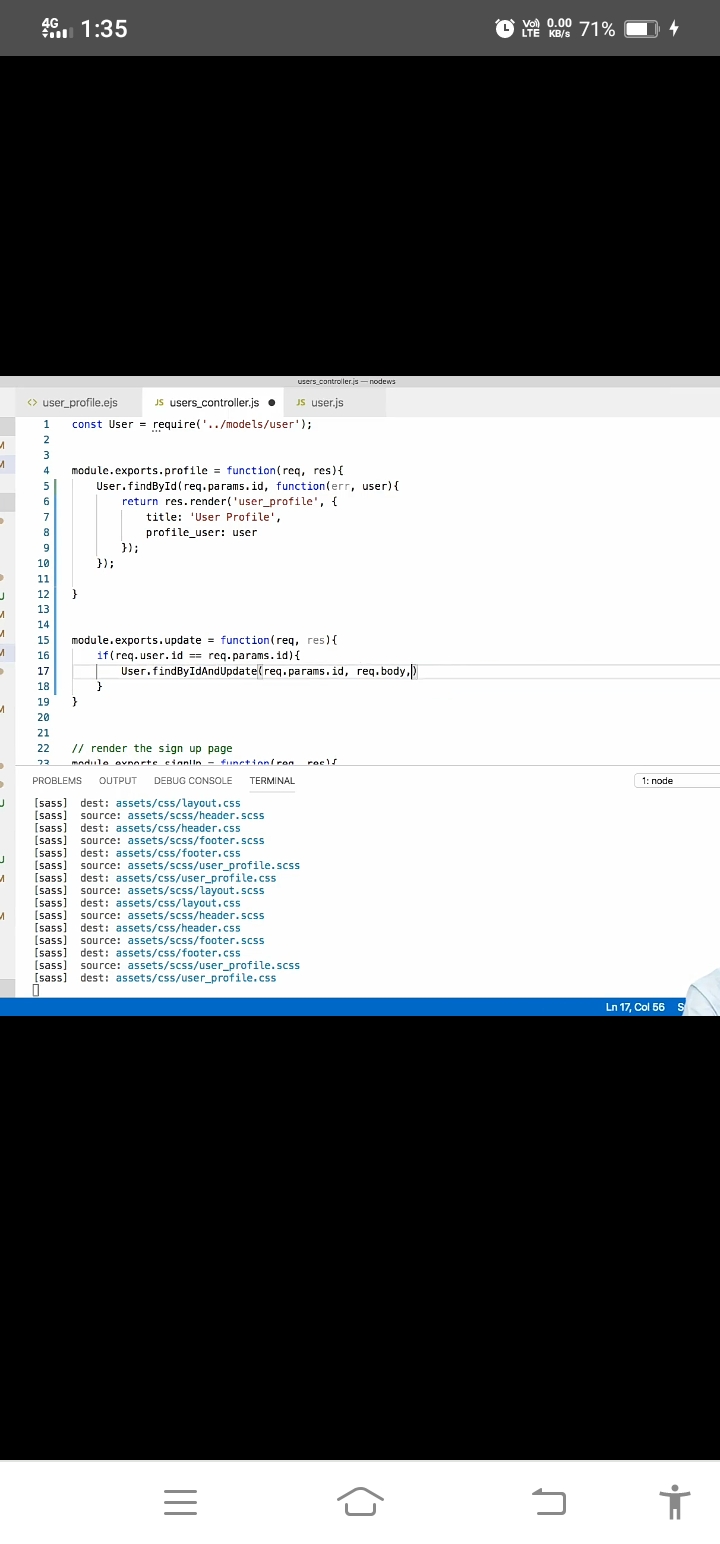 4G 1:35 Vo) LTE 0.00 KB/s 71%
users_controller.js — nodews
<> user_profile.ejs JS users_controller.js ● JS user.js
1 const User = require('../models/user');
2
3
4 module.exports.profile = function(req, res){
5 User.findById(req.params.id, function(err, user){
6 return res.render('user_profile', {
7 title: 'User Profile',
8 profile_user: user
9 });
10 });
11
12 }
13
14
15 module.exports.update = function(req, res){
16 if(req.user.id == req.params.id){
17 User.findByIdAndUpdate(req.params.id, req.body,)
18 }
19 }
20
21
22 // render the sign up page
23 module.exports.signUp = function(req, res){
PROBLEMS OUTPUT DEBUG CONSOLE TERMINAL 1: node
[sass] dest: assets/css/layout.css
[sass] source: assets/scss/header.scss
[sass] dest: assets/css/header.css
[sass] source: assets/scss/footer.scss
[sass] dest: assets/css/footer.css
[sass] source: assets/scss/user_profile.scss
[sass] dest: assets/css/user_profile.css
[sass] source: assets/scss/layout.scss
[sass] dest: assets/css/layout.css
[sass] source: assets/scss/header.scss
[sass] dest: assets/css/header.css
[sass] source: assets/scss/footer.scss
[sass] dest: assets/css/footer.css
[sass] source: assets/scss/user_profile.scss
[sass] dest: assets/css/user_profile.css
Ln 17, Col 56